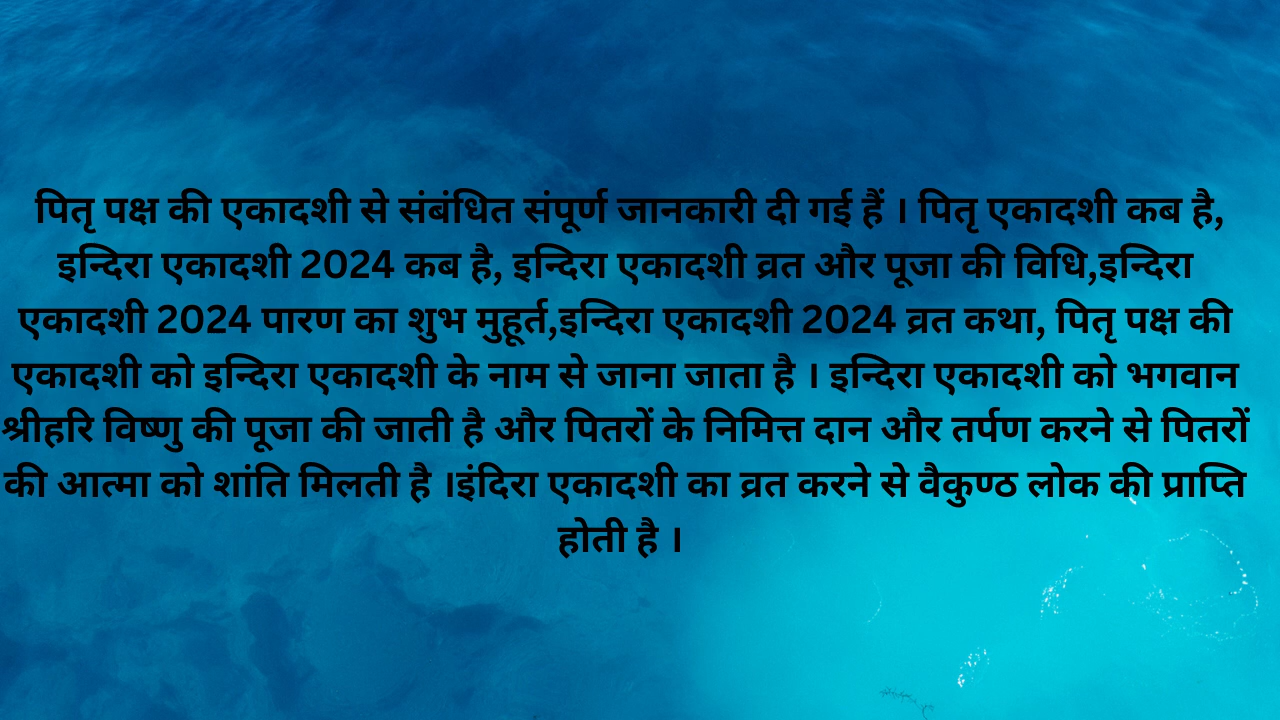 पितृ पक्ष की एकादशी से संबंधित संपूर्ण जानकारी दी गई हैं । पितृ एकादशी कब है,
इन्दिरा एकादशी 2024 कब है, इन्दिरा एकादशी व्रत और पूजा की विधि,इन्दिरा
एकादशी 2024 पारण का शुभ मुहूर्त,इन्दिरा एकादशी 2024 व्रत कथा, पितृ पक्ष की
एकादशी को इन्दिरा एकादशी के नाम से जाना जाता है । इन्दिरा एकादशी को भगवान
श्रीहरि विष्णु की पूजा की जाती है और पितरों के निमित्त दान और तर्पण करने से पितरों
की आत्मा को शांति मिलती है ।इंदिरा एकादशी का व्रत करने से वैकुण्ठ लोक की प्राप्ति
होती है ।